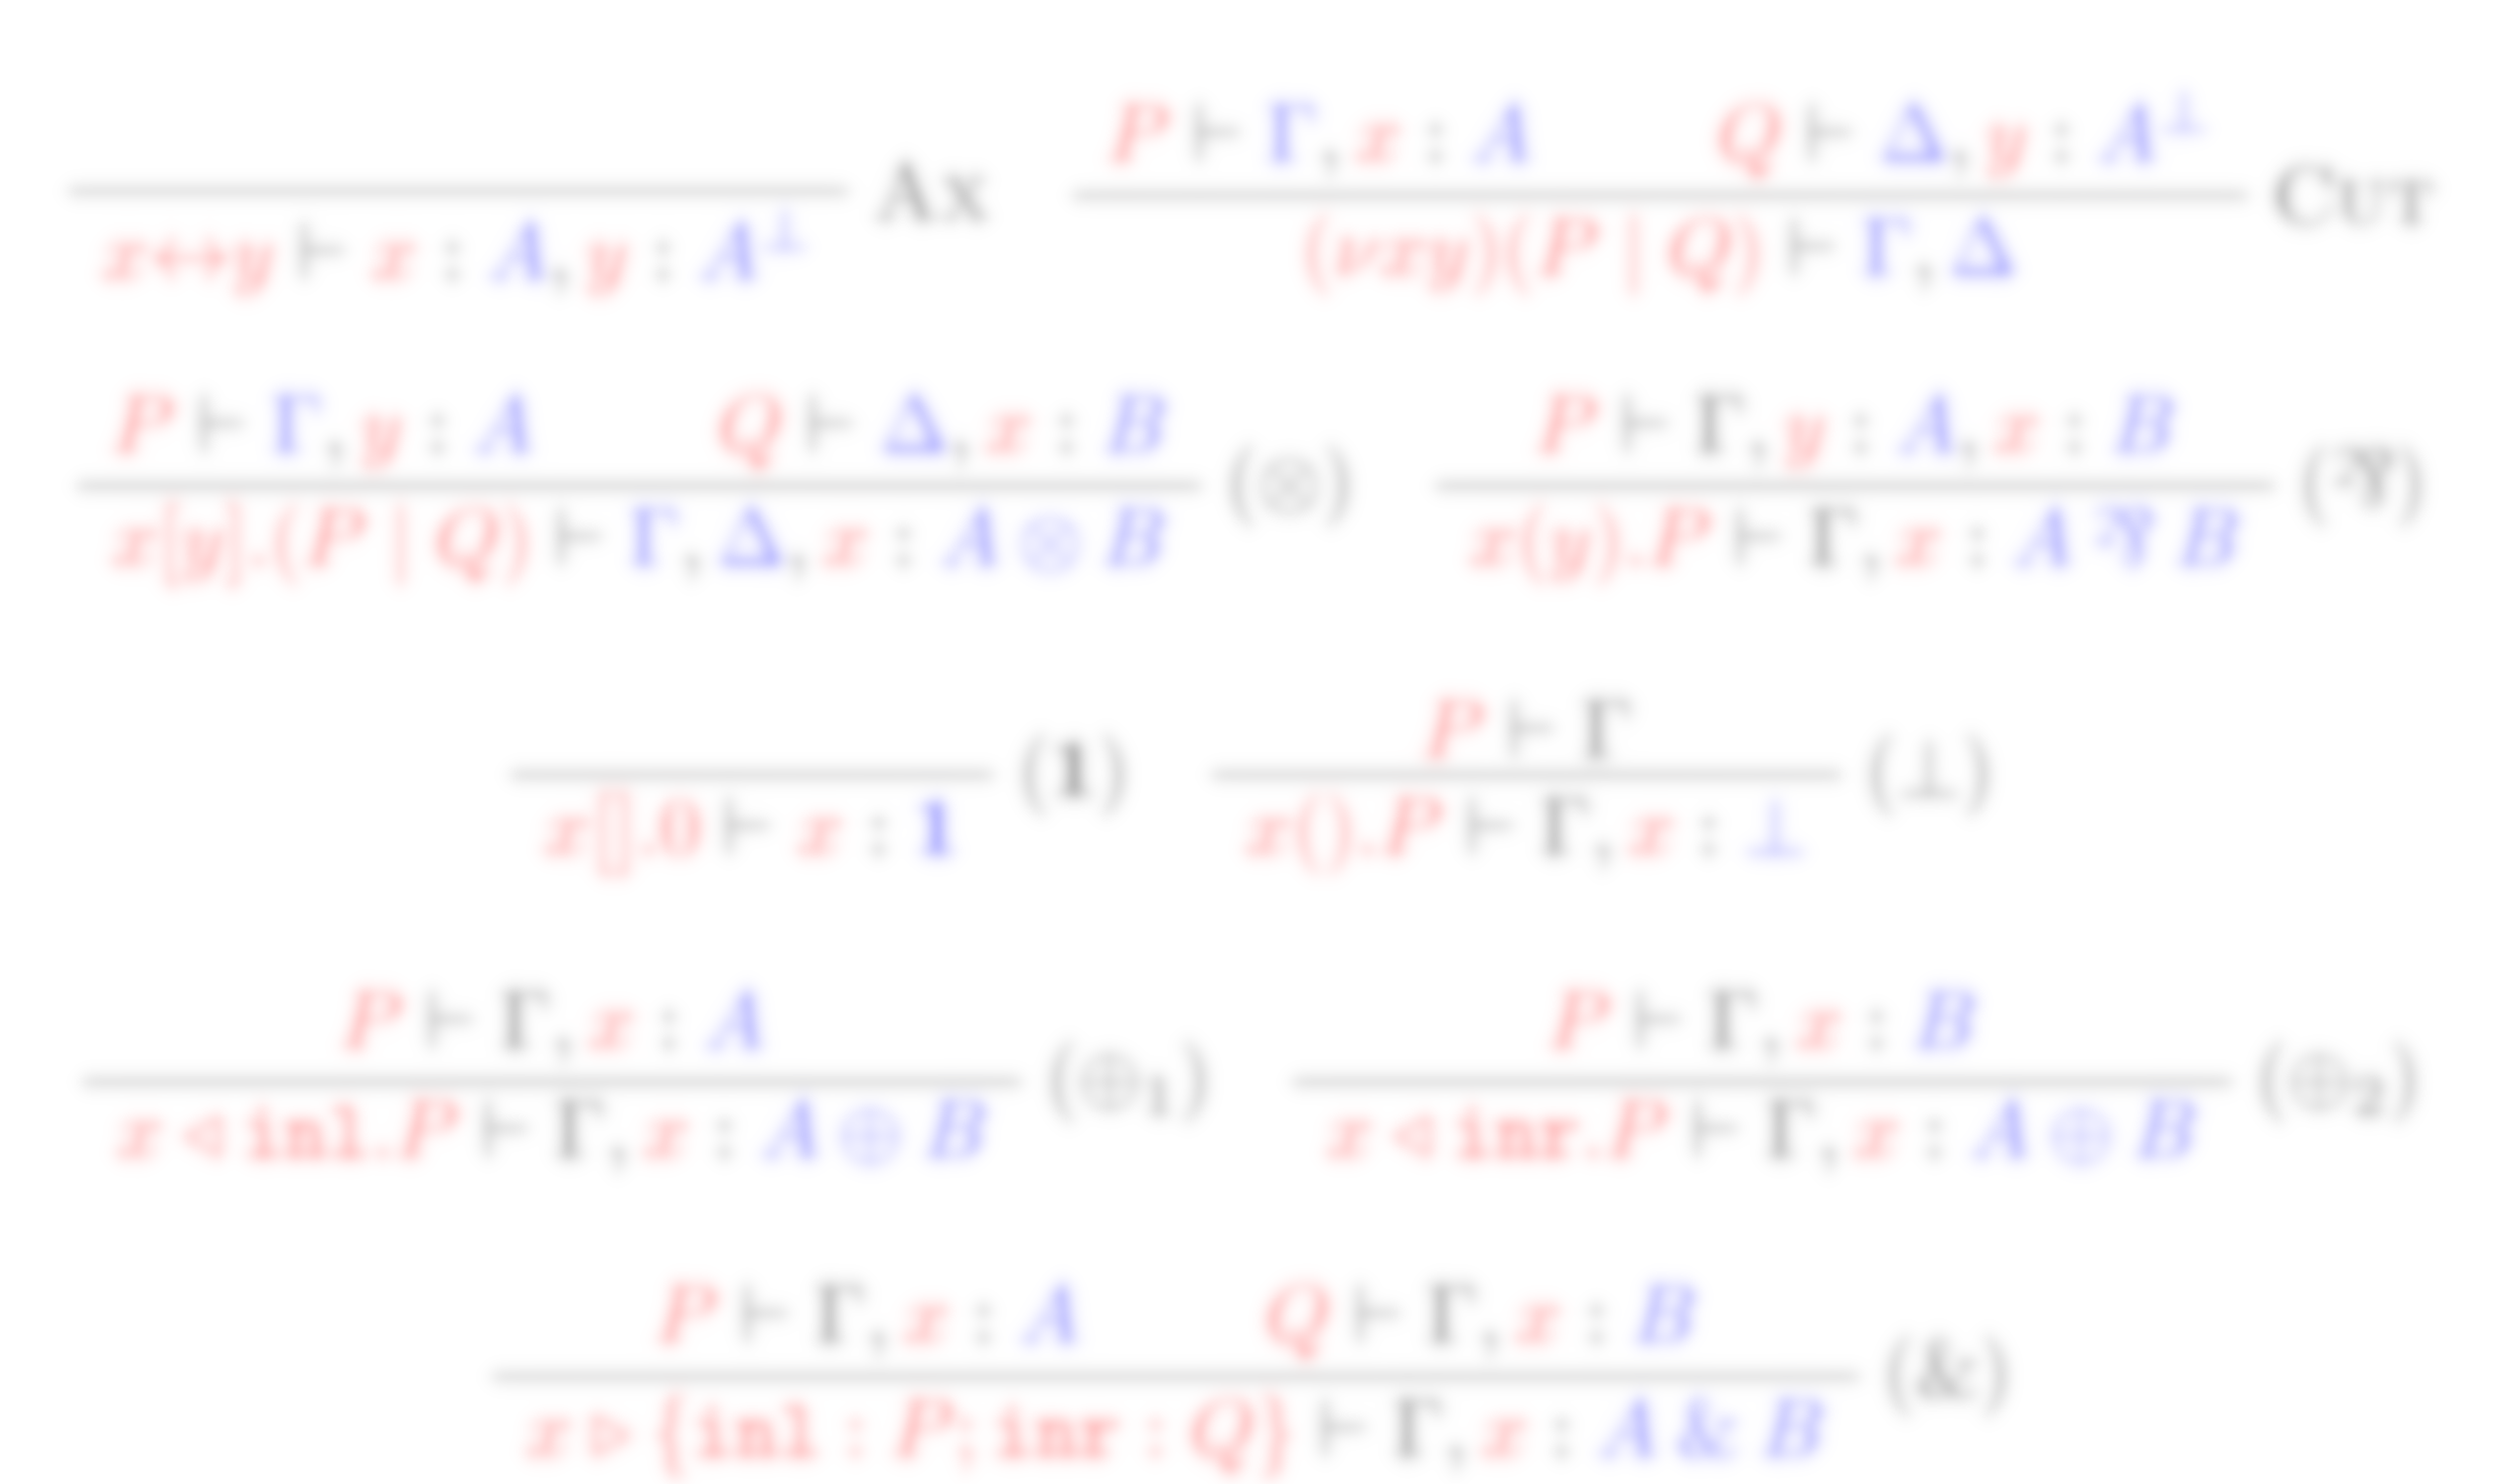 P ⊢ Γ, x : A    Q ⊢ Δ, y : A⊥
Ax    Cut
x↔y ⊢ x : A, y : A⊥    (νxy)(P | Q) ⊢ Γ, Δ
P ⊢ Γ, y : A    Q ⊢ Δ, x : B    P ⊢ Γ, y : A, x : B
(⊗)    (⅋)
x[y].(P | Q) ⊢ Γ, Δ, x : A ⊗ B    x(y).P ⊢ Γ, x : A ⅋ B
P ⊢ Γ
(1)    (⊥)
x[].0 ⊢ x : 1    x().P ⊢ Γ, x : ⊥
P ⊢ Γ, x : A    P ⊢ Γ, x : B
(⊕₁)    (⊕₂)
x ◁ inl.P ⊢ Γ, x : A ⊕ B    x ◁ inr.P ⊢ Γ, x : A ⊕ B
P ⊢ Γ, x : A    Q ⊢ Γ, x : B
(&)
x ▷ {inl : P; inr : Q} ⊢ Γ, x : A & B